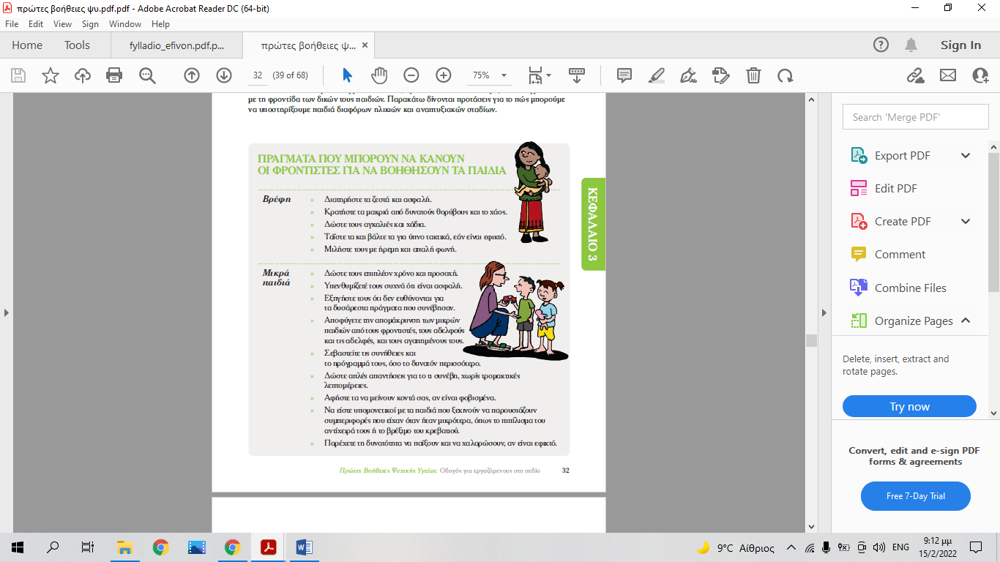 πρώτες βοήθειες ψυ.pdf.pdf - Adobe Acrobat Reader DC (64-bit)
File Edit View Sign Window Help
Home Tools fylladio_efivon.pdf.p... πρώτες βοήθειες ψ... Sign In
32 (39 of 68) 75%
με τη φροντίδα των δικών τους παιδιών. Παρακάτω δίνονται προτάσεις για το πώς μπορούμε
να υποστηρίξουμε παιδιά διαφόρων ηλικιών και αναπτυξιακών σταδίων.
ΠΡΑΓΜΑΤΑ ΠΟΥ ΜΠΟΡΟΥΝ ΝΑ ΚΑΝΟΥΝ
ΟΙ ΦΡΟΝΤΙΣΤΕΣ ΓΙΑ ΝΑ ΒΟΗΘΗΣΟΥΝ ΤΑ ΠΑΙΔΙΑ
Βρέφη » Διατηρήστε τα ζεστά και ασφαλή.
» Κρατήστε τα μακριά από δυνατούς θορύβους και το χάος.
» Δώστε τους αγκαλιές και χάδια.
» Ταΐστε τα και βάλτε τα για ύπνο τακτικά, εάν είναι εφικτό.
» Μιλήστε τους με ήρεμη και απαλή φωνή.
Μικρά παιδιά » Δώστε τους επιπλέον χρόνο και προσοχή.
» Υπενθυμίζετέ τους συχνά ότι είναι ασφαλή.
» Εξηγήστε τους ότι δεν ευθύνονται για
τα δυσάρεστα πράγματα που συνέβησαν.
» Αποφύγετε την απομάκρυνση των μικρών
παιδιών από τους φροντιστές, τους αδελφούς
και τις αδελφές, και τους αγαπημένους τους.
» Σεβαστείτε τις συνήθειες και
το πρόγραμμά τους, όσο το δυνατόν περισσότερο.
» Δώστε απλές απαντήσεις για το τι συνέβη, χωρίς τρομακτικές
λεπτομέρειες.
» Αφήστε τα να μείνουν κοντά σας, αν είναι φοβισμένα.
» Να είστε υπομονετικοί με τα παιδιά που ξεκινούν να παρουσιάζουν
συμπεριφορές που είχαν όταν ήταν μικρότερα, όπως το πιπίλισμα του
αντίχειρά τους ή το βρέξιμο του κρεβατιού.
» Παρέχετε τη δυνατότητα να παίξουν και να χαλαρώσουν, αν είναι εφικτό.
Πρώτες Βοήθειες Ψυχικής Υγείας: Οδηγός για εργαζόμενους στο πεδίο 32
ΚΕΦΑΛΑΙΟ 3
Search 'Merge PDF'
Export PDF
Edit PDF
Create PDF
Comment
Combine Files
Organize Pages
Delete, insert, extract and
rotate pages.
Try now
Convert, edit and e-sign PDF
forms & agreements
Free 7-Day Trial
9°C Αίθριος ENG 9:12 μμ
15/2/2022